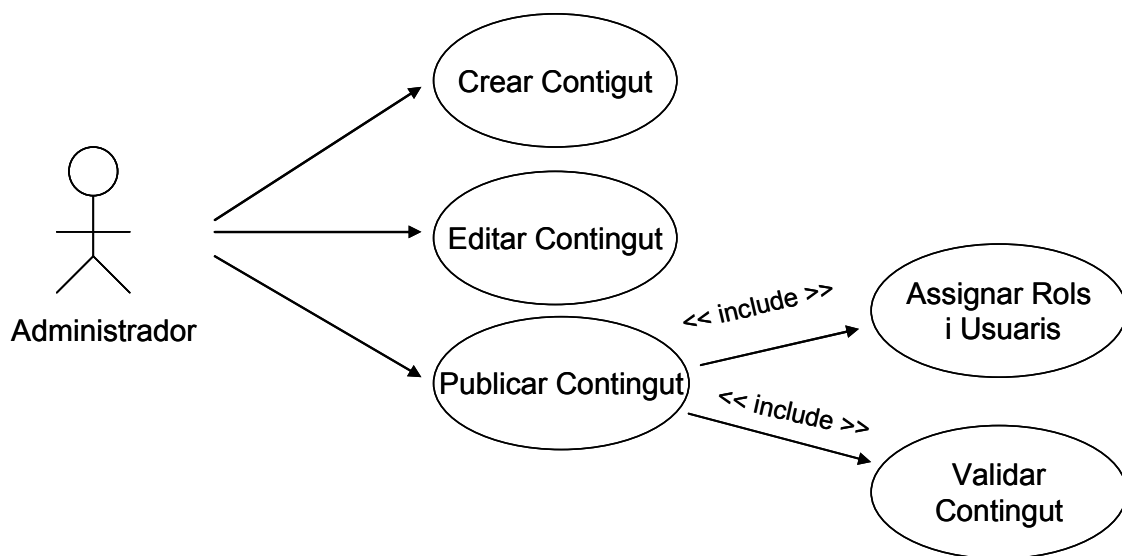 Crear Contigut
Editar Contingut
Administrador
Publicar Contingut
<< include >>
Assignar Rols
i Usuaris
<< include >>
Validar
Contingut